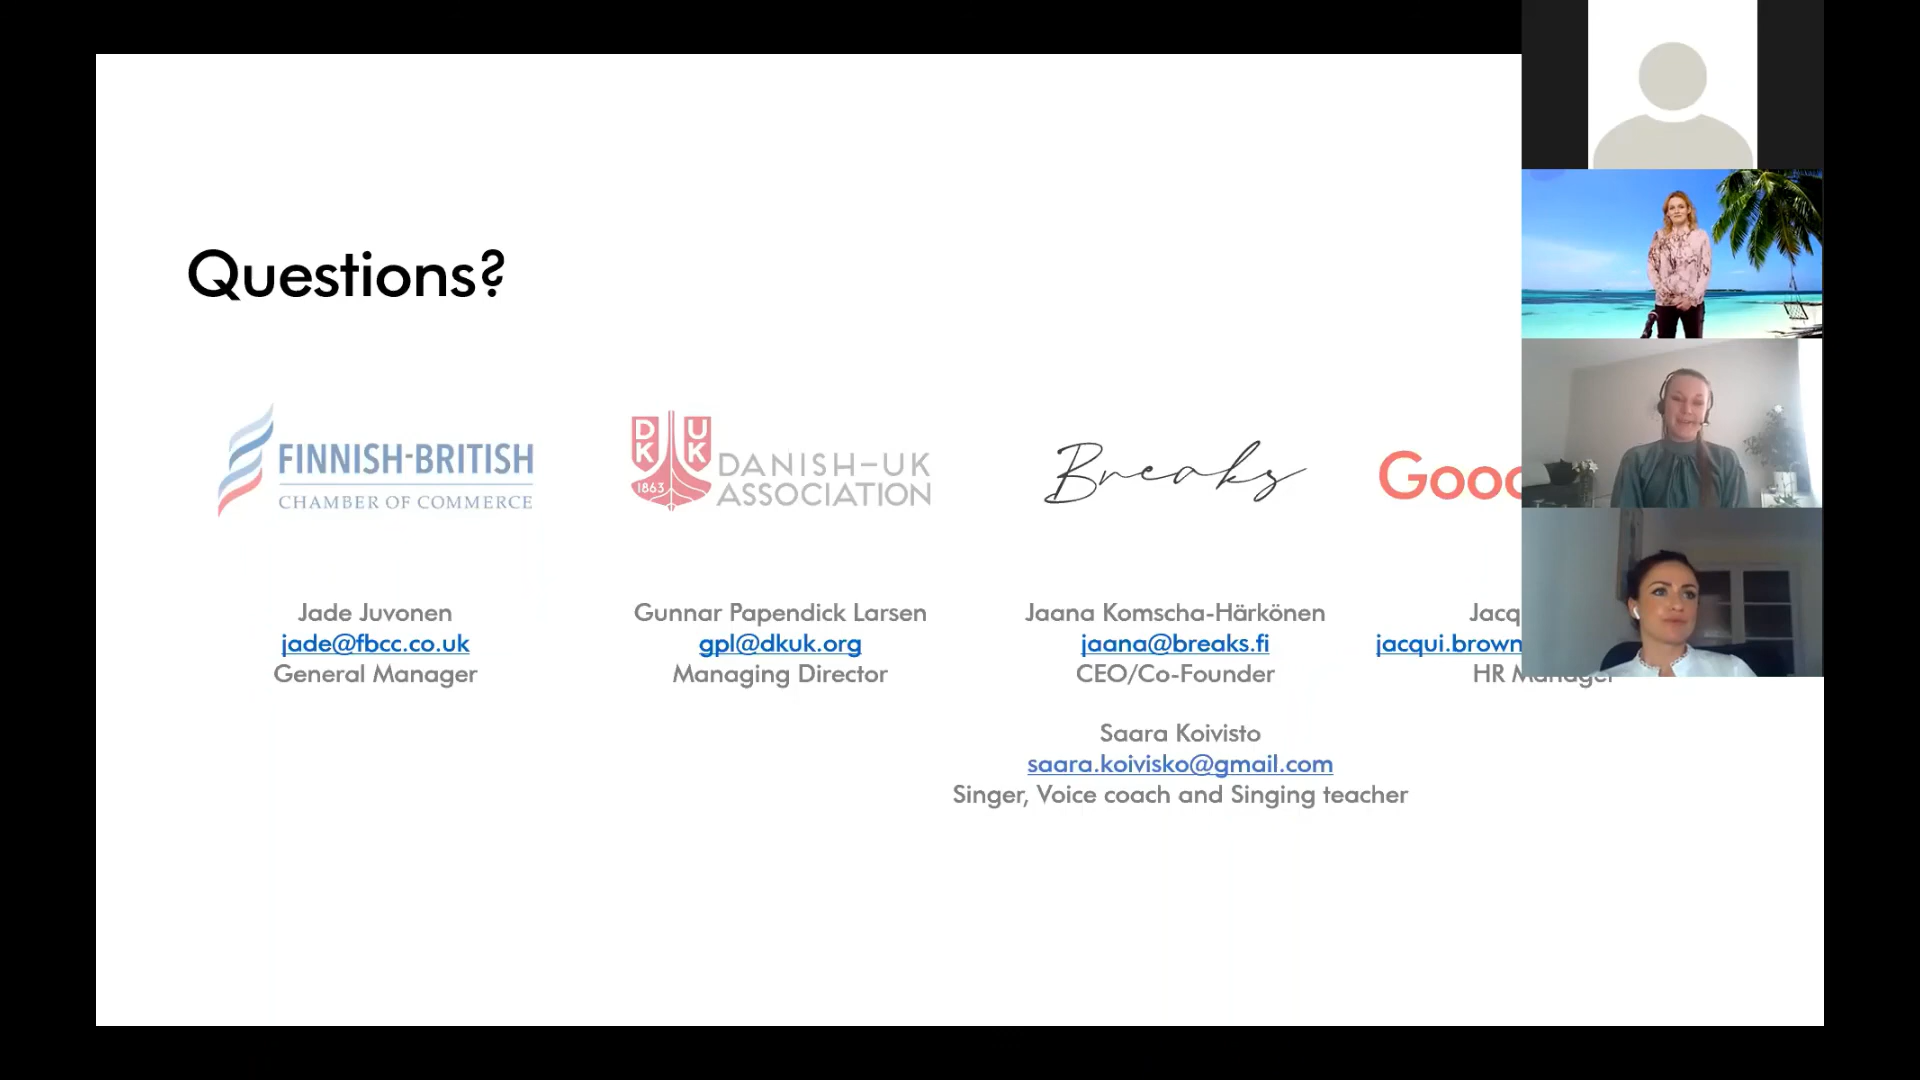 Questions?
DK UK
1863
FINNISH-BRITISH
CHAMBER OF COMMERCE
DANISH-UK
ASSOCIATION
Breaks
Jade Juvonen
jade@fbcc.co.uk
General Manager
Gunnar Papendick Larsen
gpl@dkuk.org
Managing Director
Jaana Komscha-Härkönen
jaana@breaks.fi
CEO/Co-Founder
jacqui.brown
HR Manager
Saara Koivisto
saara.koivisko@gmail.com
Singer, Voice coach and Singing teacher